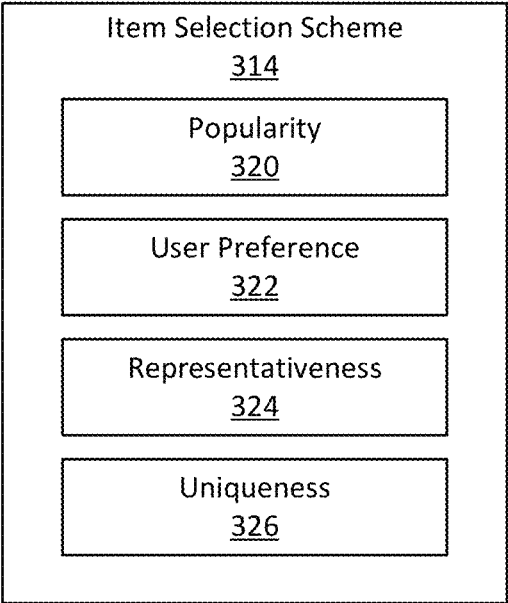 Item Selection Scheme
314
Popularity
320
User Preference
322
Representativeness
324
Uniqueness
326